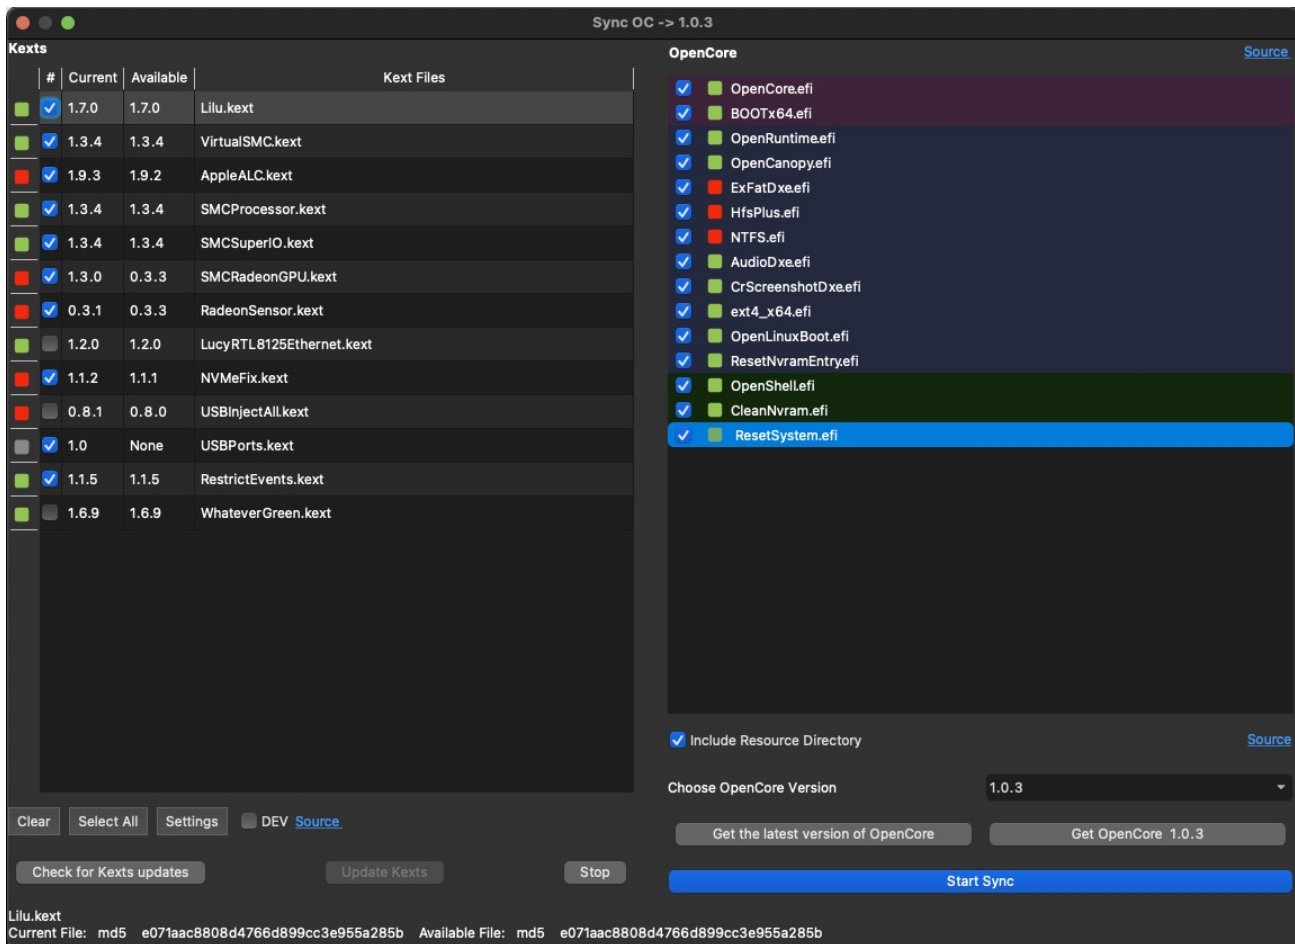 Sync OC -> 1.0.3
Kexts
# Current Available Kext Files
1.7.0 1.7.0 Lilu.kext
1.3.4 1.3.4 VirtualSMC.kext
1.9.3 1.9.2 AppleALC.kext
1.3.4 1.3.4 SMCProcessor.kext
1.3.4 1.3.4 SMCSuperIO.kext
1.3.0 0.3.3 SMCRadeonGPU.kext
0.3.1 0.3.3 RadeonSensor.kext
1.2.0 1.2.0 LucyRTL8125Ethernet.kext
1.1.2 1.1.1 NVMeFix.kext
0.8.1 0.8.0 USBInjectAll.kext
1.0 None USBPorts.kext
1.1.5 1.1.5 RestrictEvents.kext
1.6.9 1.6.9 WhateverGreen.kext
Clear Select All Settings DEV Source
Check for Kexts updates Update Kexts Stop
OpenCore Source
OpenCore.efi
BOOTx64.efi
OpenRuntime.efi
OpenCanopy.efi
ExFatDxe.efi
HfsPlus.efi
NTFS.efi
AudioDxe.efi
CrScreenshotDxe.efi
ext4_x64.efi
OpenLinuxBoot.efi
ResetNvramEntry.efi
OpenShell.efi
CleanNvram.efi
ResetSystem.efi
Include Resource Directory Source
Choose OpenCore Version 1.0.3
Get the latest version of OpenCore Get OpenCore 1.0.3
Start Sync
Lilu.kext
Current File: md5 e071aac8808d4766d899cc3e955a285b Available File: md5 e071aac8808d4766d899cc3e955a285b